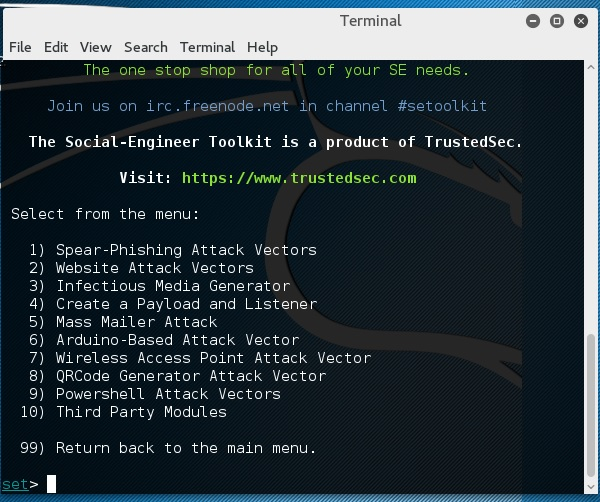 Terminal
File Edit View Search Terminal Help
The one stop shop for all of your SE needs.
Join us on irc.freenode.net in channel #setoolkit
The Social-Engineer Toolkit is a product of TrustedSec.
Visit: https://www.trustedsec.com
Select from the menu:
1) Spear-Phishing Attack Vectors
2) Website Attack Vectors
3) Infectious Media Generator
4) Create a Payload and Listener
5) Mass Mailer Attack
6) Arduino-Based Attack Vector
7) Wireless Access Point Attack Vector
8) QRCode Generator Attack Vector
9) Powershell Attack Vectors
10) Third Party Modules
99) Return back to the main menu.
set>